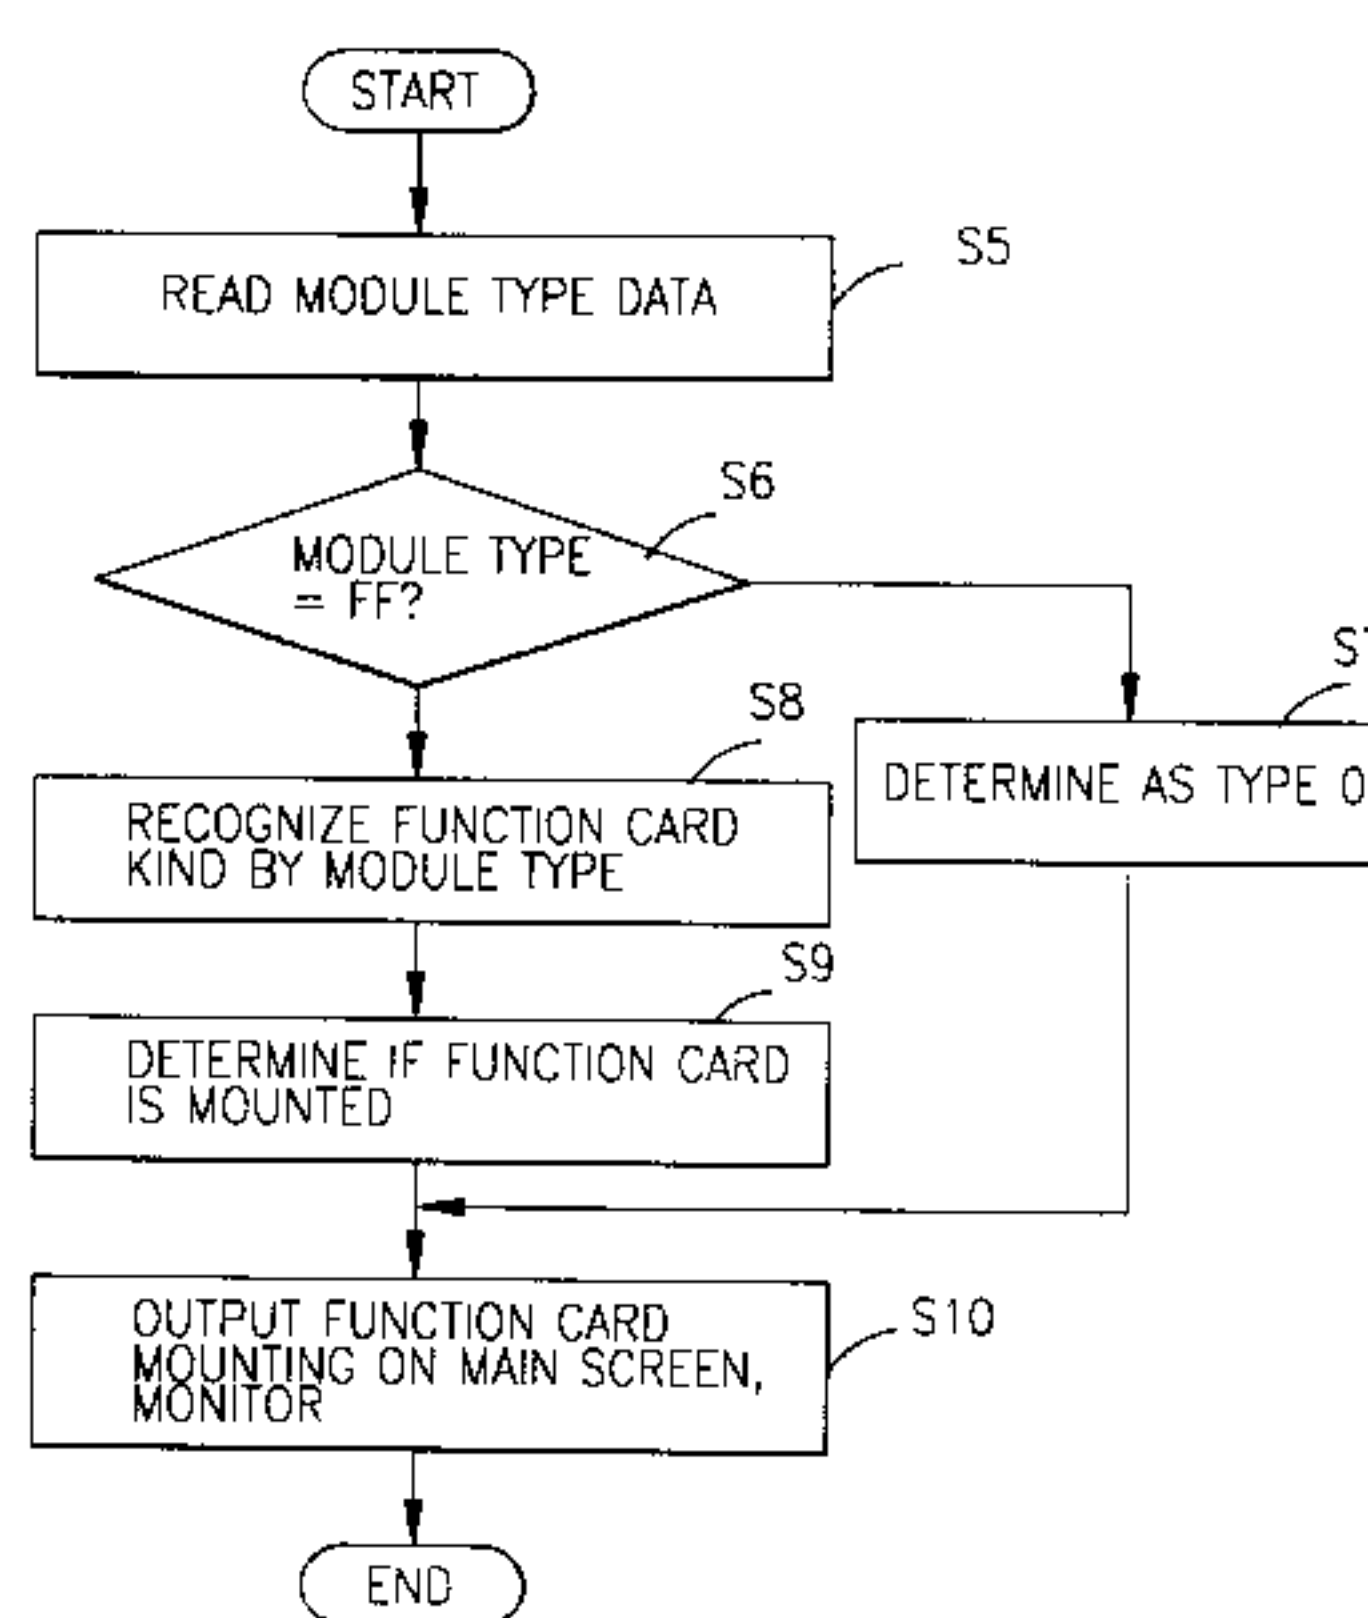 START
S5
READ MODULE TYPE DATA
S6
MODULE TYPE
= FF?
S8
RECOGNIZE FUNCTION CARD
KIND BY MODULE TYPE
DETERMINE AS TYPE 0
S9
DETERMINE IF FUNCTION CARD
IS MOUNTED
S10
OUTPUT FUNCTION CARD
MOUNTING ON MAIN SCREEN,
MONITOR
END